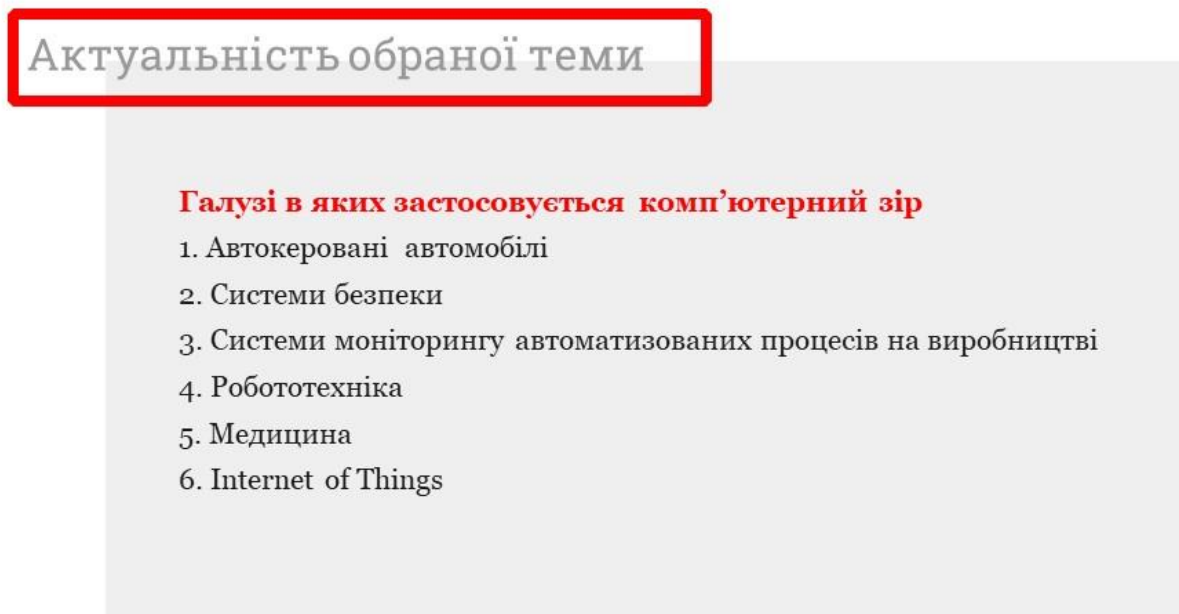 Актуальність обраної теми
Галузі в яких застосовується комп’ютерний зір
1. Автокеровані автомобілі
2. Системи безпеки
3. Системи моніторингу автоматизованих процесів на виробництві
4. Робототехніка
5. Медицина
6. Internet of Things